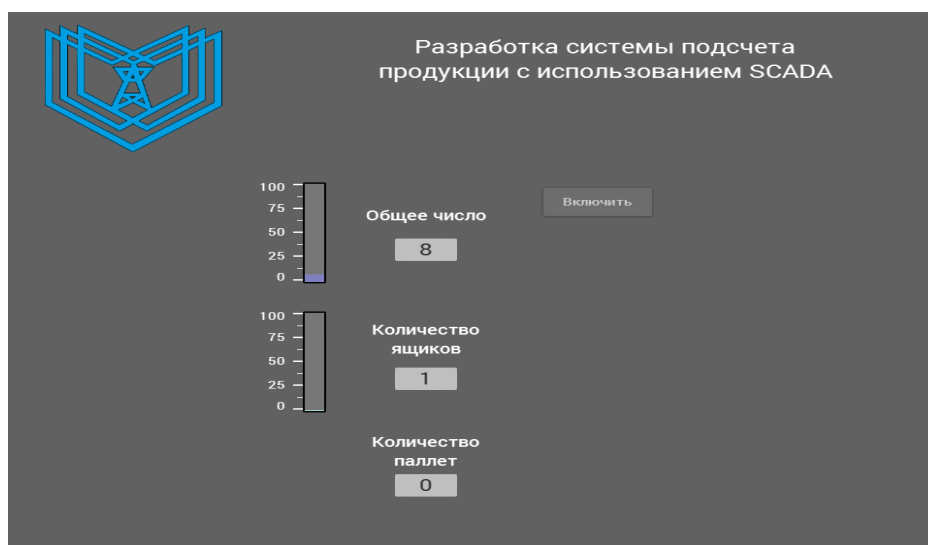 Разработка системы подсчета
продукции с использованием SCADA
100
75
50
25
0
Общее число
8
Включить
100
75
50
25
0
Количество
ящиков
1
Количество
паллет
0